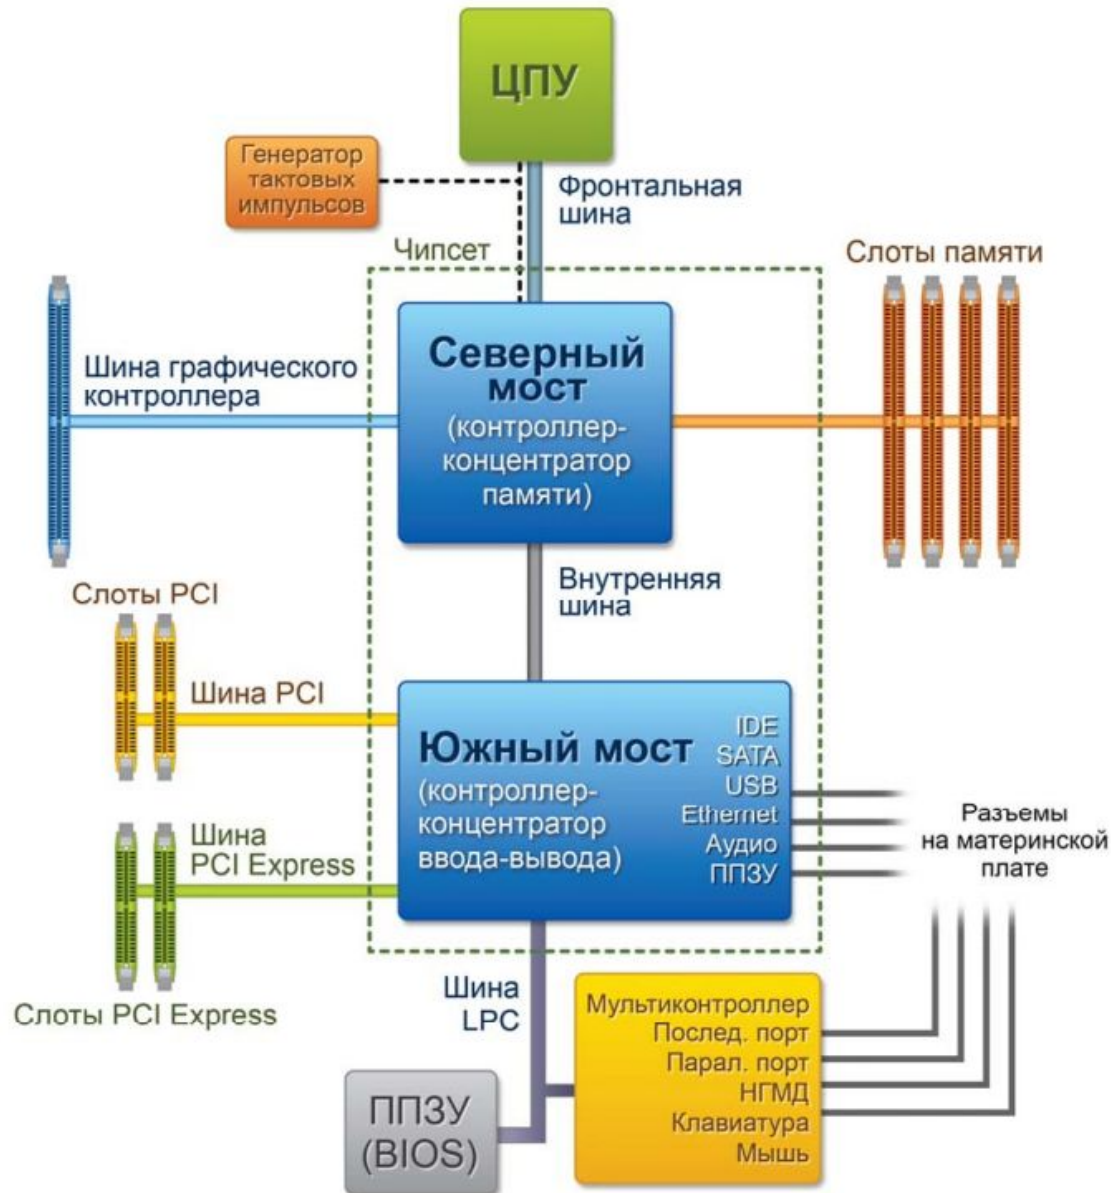 ЦПУ
Генератор
тактовых
импульсов
Фронтальная
шина
Чипсет
Слоты памяти
Шина графического
контроллера
Северный
мост
(контроллер-
концентратор
памяти)
Внутренняя
шина
Слоты PCI
Шина PCI
Южный мост
(контроллер-
концентратор
ввода-вывода)
IDE
SATA
USB
Ethernet
Аудио
ППЗУ
Разъемы
на материнской
плате
Шина
PCI Express
Слоты PCI Express
Шина
LPC
Мультиконтроллер
Послед. порт
Парал. порт
НГМД
Клавиатура
Мышь
ППЗУ
(BIOS)